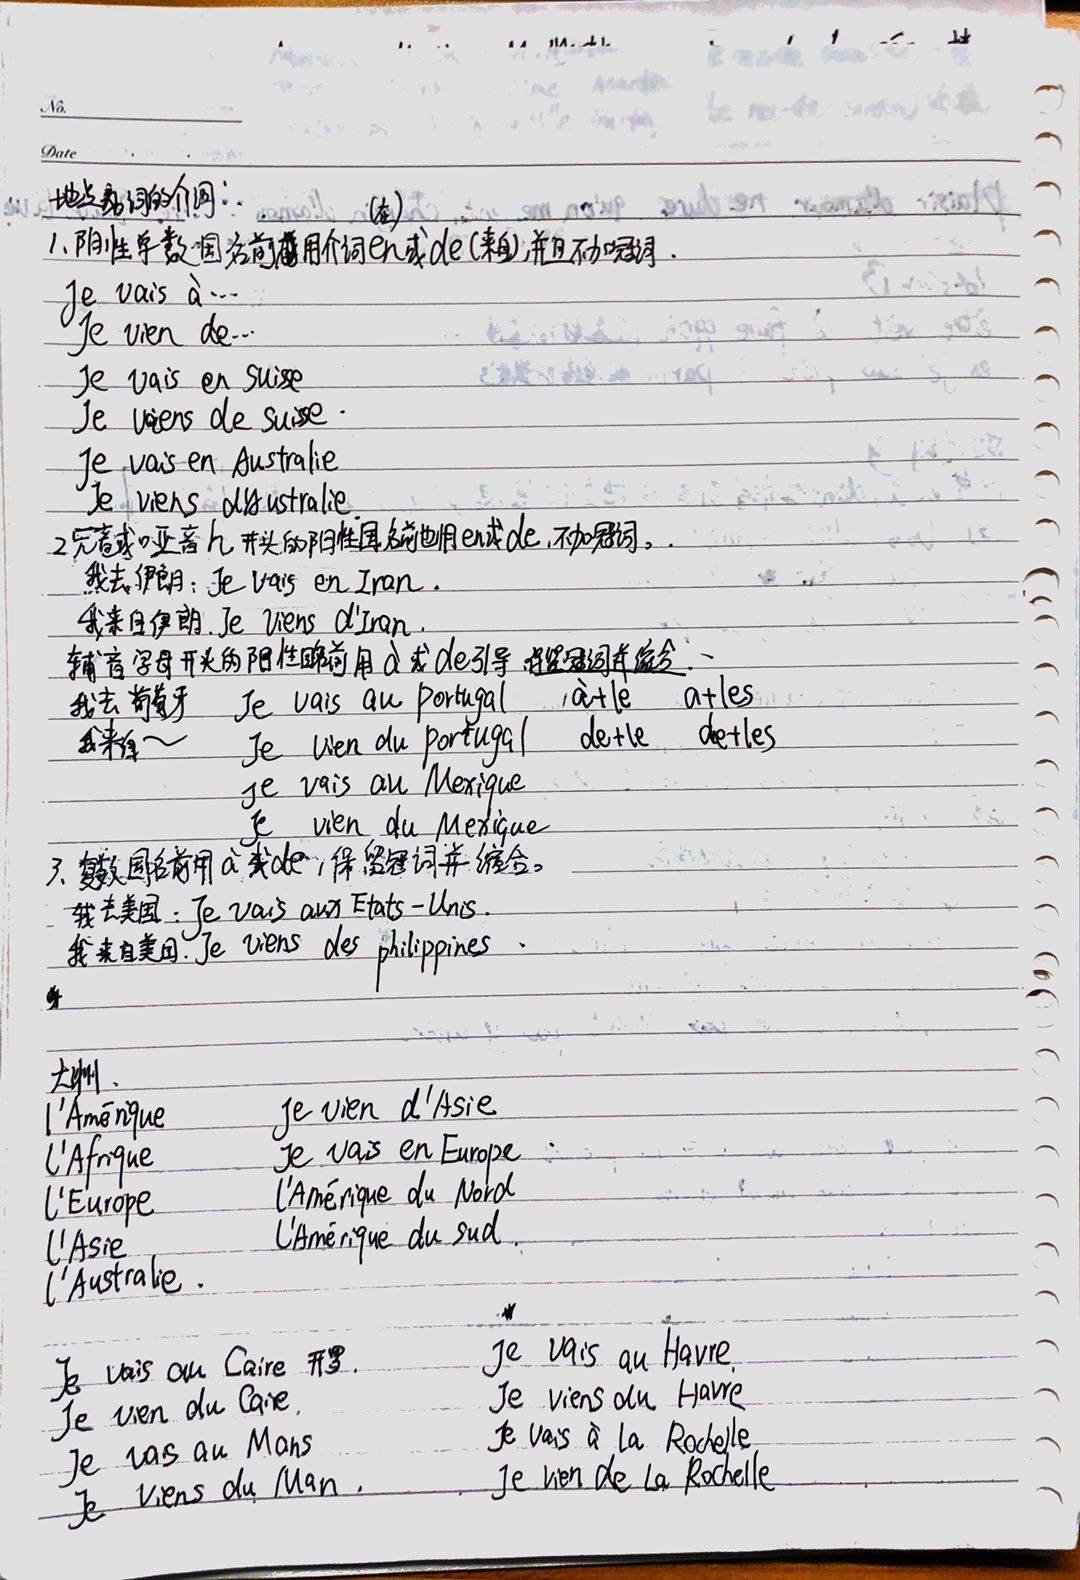 No.
Date
地点名词的介词：
(在)
1、阴性单数国名前用介词en或de(来自),并且不加冠词.
Je vais à...
Je vien de...
Je vais en Suisse
Je viens de suisse.
Je vais en Australie
Je viens d'Australie.
2 元音或哑音h开头的阳性国名前也用en或de,不加冠词。
我去伊朗: Je vais en Iran.
我来自伊朗. Je viens d'Iran.
辅音字母开头的阳性国名前用à或de引导 保留冠词并缩合.
我去葡萄牙 Je vais au portugal à+le a+les
我来自~ Je vien du portugal de+le de+les
Je vais au Mexique
Je vien du Mexique
3、复数国名前用à或de,保留冠词并缩合。
我去美国: Je vais aux Etats-Unis.
我来自美国. Je viens des philippines.
大洲.
l'Amérique Je vien d'Asie
l'Afrique Je vais en Europe
l'Europe l'Amérique du Nord
l'Asie l'Amérique du sud.
l'Australie.
Je vais au Caire 开罗. Je vais au Havre.
Je vien du Caire. Je viens du Havre
Je vais au Mans Je vais à La Rochelle
Je viens du Man. Je vien de La Rochelle